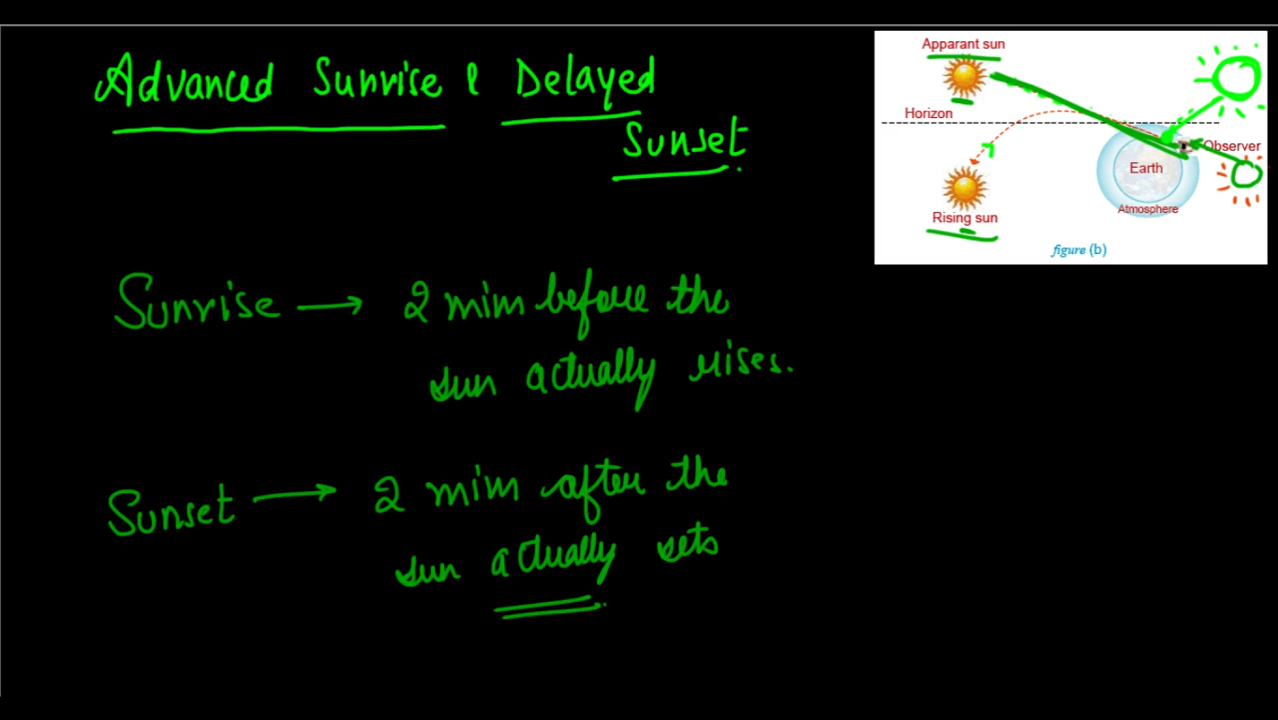 Advanced Sunrise & Delayed
Sunset
Sunrise → 2 min before the
sun actually rises.
Sunset → 2 min after the
sun actually sets
Apparant sun
Horizon
Observer
Earth
Atmosphere
Rising sun
figure (b)